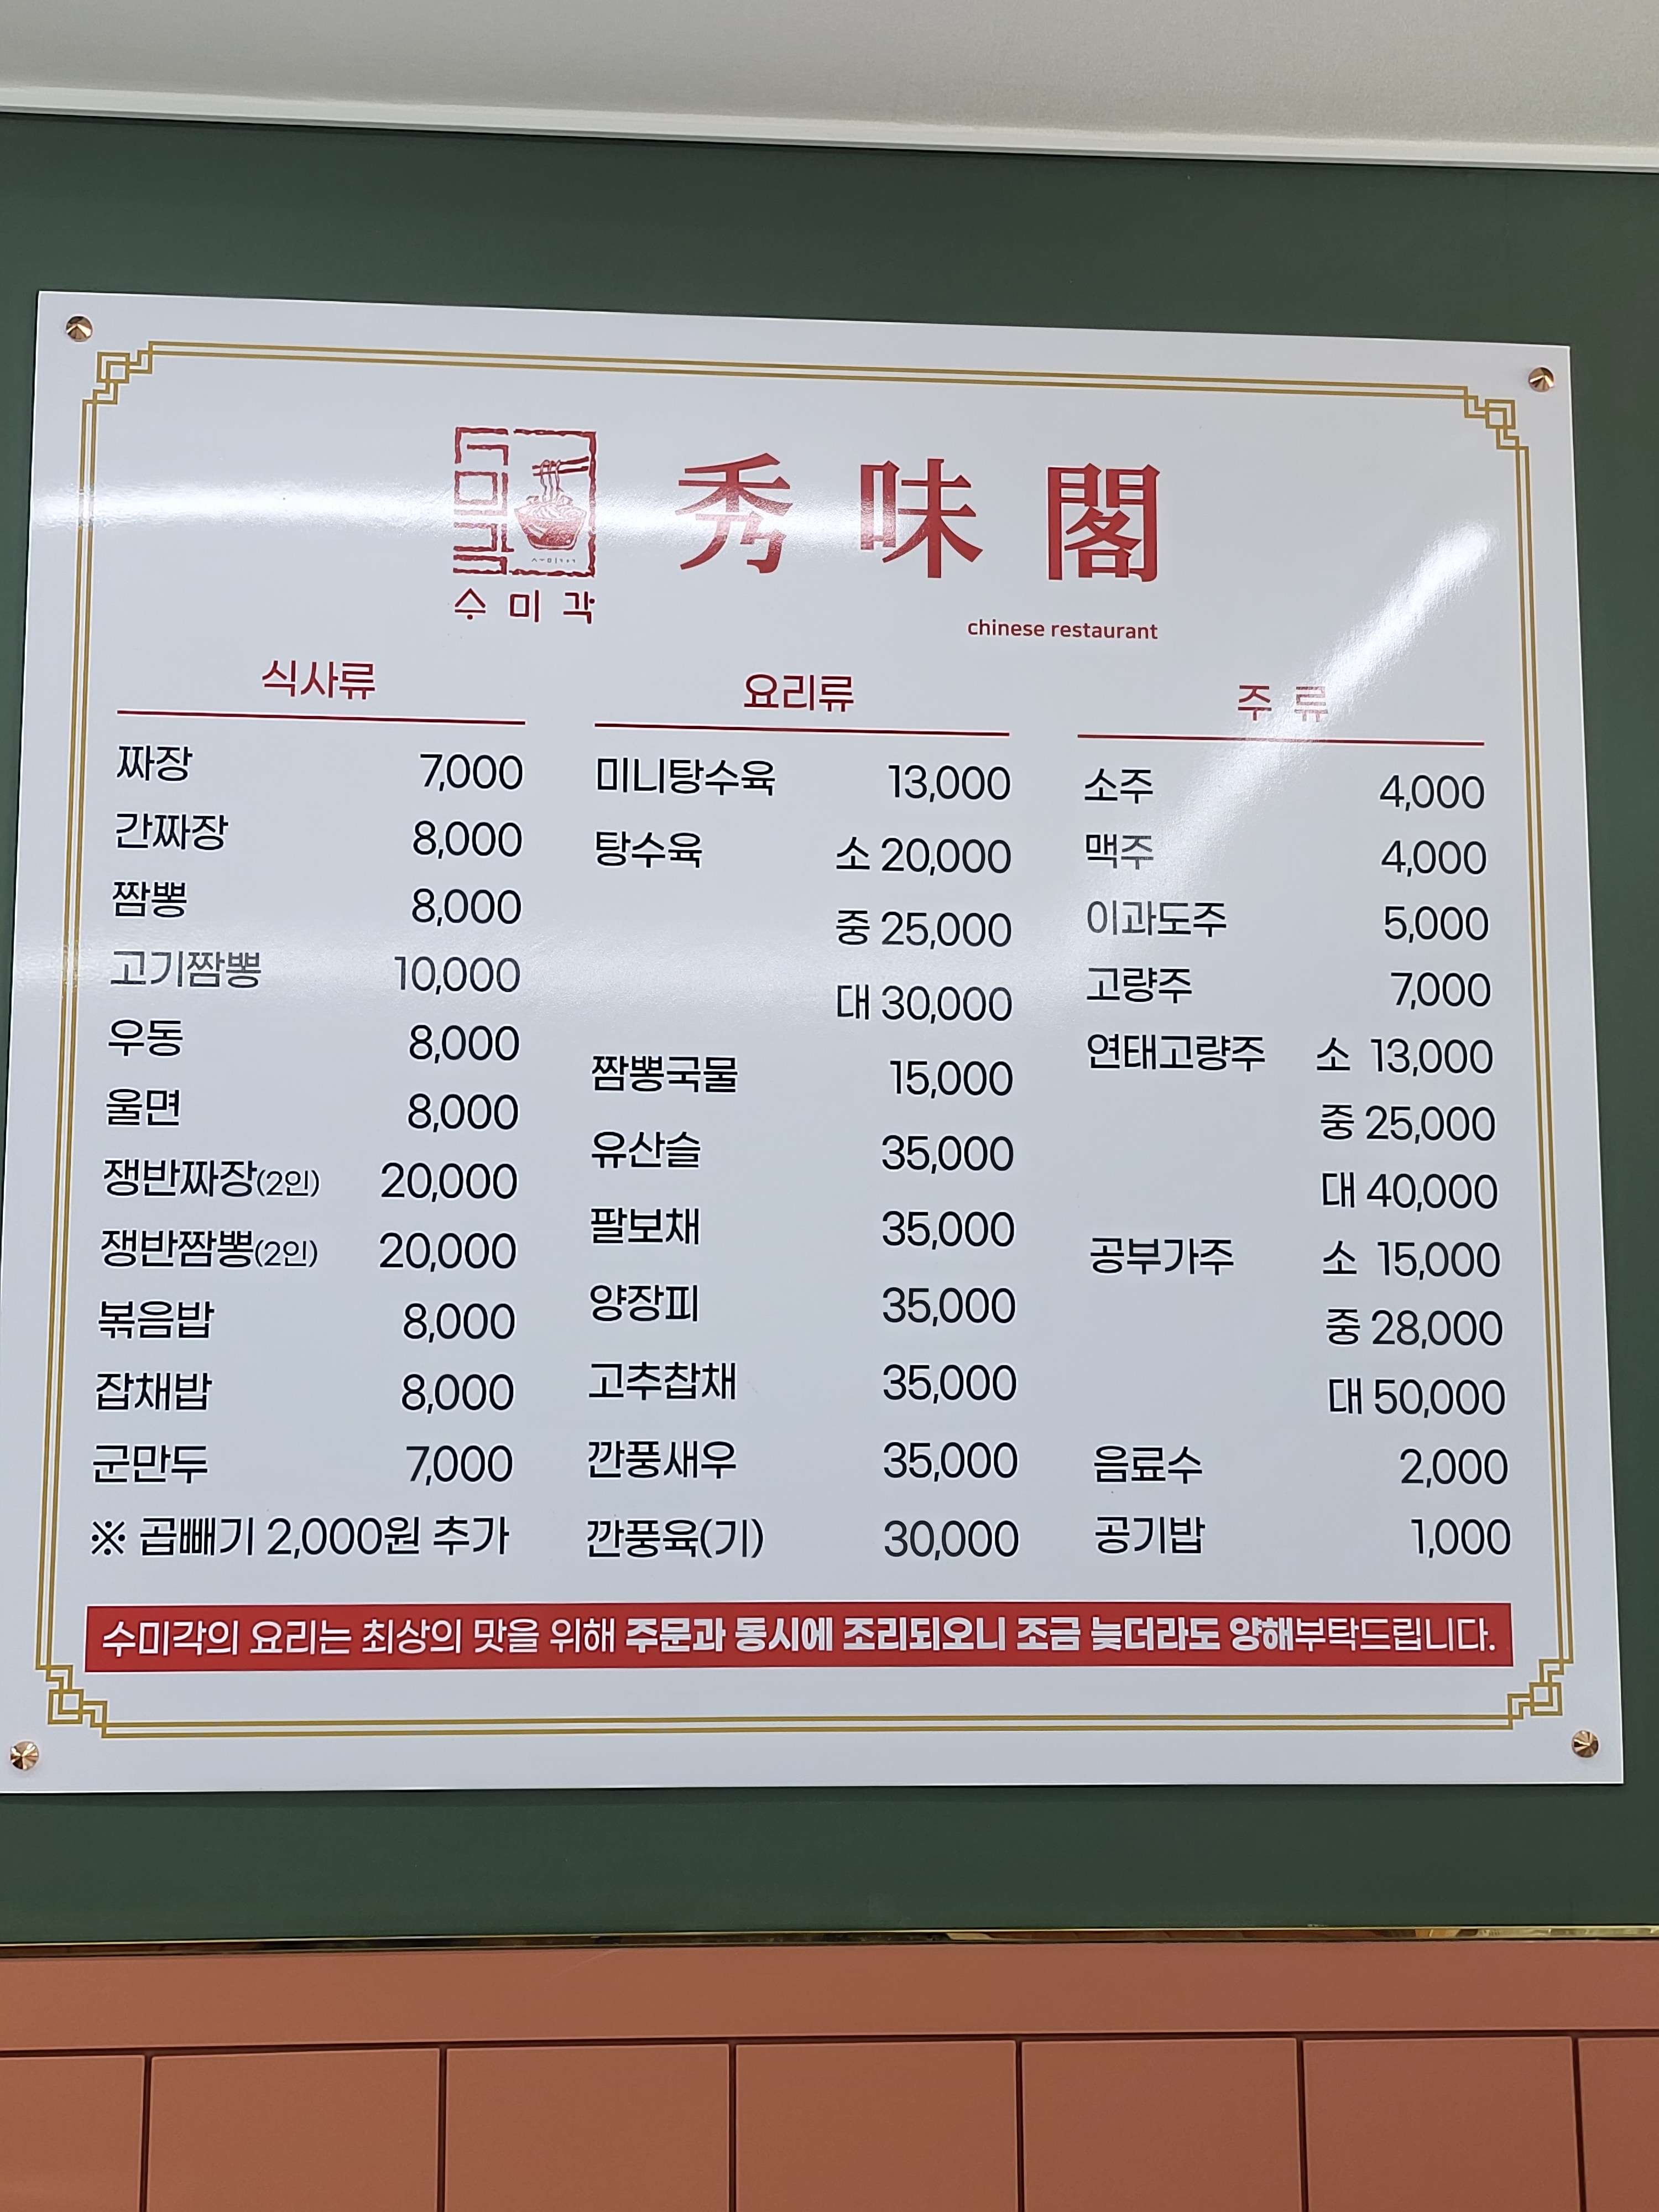 수미각
秀味閣
chinese restaurant
식사류
짜장 7,000
간짜장 8,000
짬뽕 8,000
고기짬뽕 10,000
우동 8,000
울면 8,000
쟁반짜장(2인) 20,000
쟁반짬뽕(2인) 20,000
볶음밥 8,000
잡채밥 8,000
군만두 7,000
※ 곱빼기 2,000원 추가
요리류
미니탕수육 13,000
탕수육 소 20,000
중 25,000
대 30,000
짬뽕국물 15,000
유산슬 35,000
팔보채 35,000
양장피 35,000
고추찹채 35,000
깐풍새우 35,000
깐풍육(기) 30,000
주 류
소주 4,000
맥주 4,000
이과도주 5,000
고량주 7,000
연태고량주 소 13,000
중 25,000
대 40,000
공부가주 소 15,000
중 28,000
대 50,000
음료수 2,000
공기밥 1,000
수미각의 요리는 최상의 맛을 위해 주문과 동시에 조리되오니 조금 늦더라도 양해부탁드립니다.